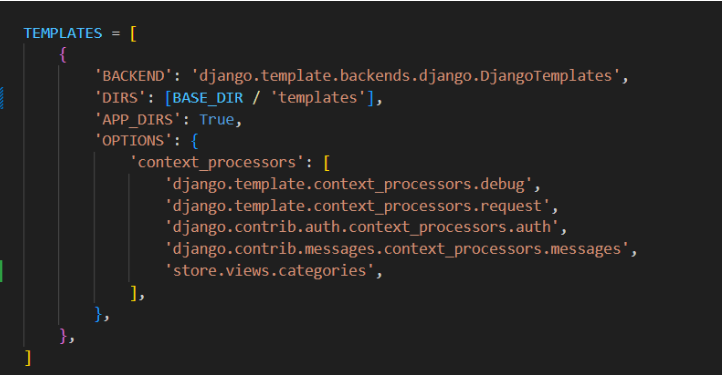 TEMPLATES = [
    {
        'BACKEND': 'django.template.backends.django.DjangoTemplates',
        'DIRS': [BASE_DIR / 'templates'],
        'APP_DIRS': True,
        'OPTIONS': {
            'context_processors': [
                'django.template.context_processors.debug',
                'django.template.context_processors.request',
                'django.contrib.auth.context_processors.auth',
                'django.contrib.messages.context_processors.messages',
                'store.views.categories',
            ],
        },
    },
]